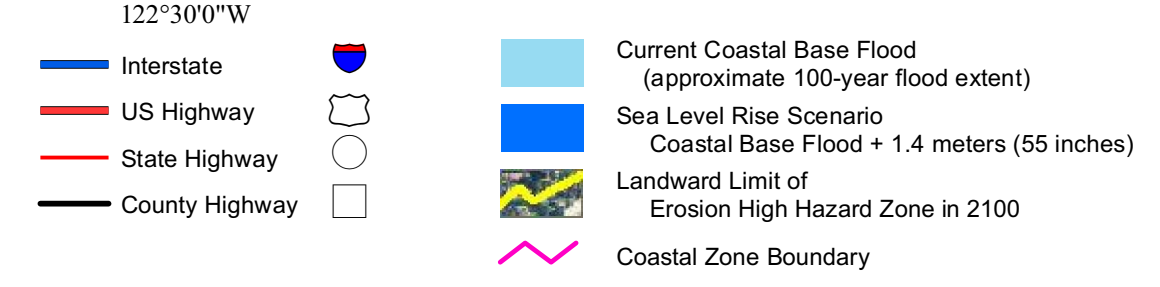 122°30'0"W
Interstate
US Highway
State Highway
County Highway
Current Coastal Base Flood
(approximate 100-year flood extent)
Sea Level Rise Scenario
Coastal Base Flood + 1.4 meters (55 inches)
Landward Limit of
Erosion High Hazard Zone in 2100
Coastal Zone Boundary